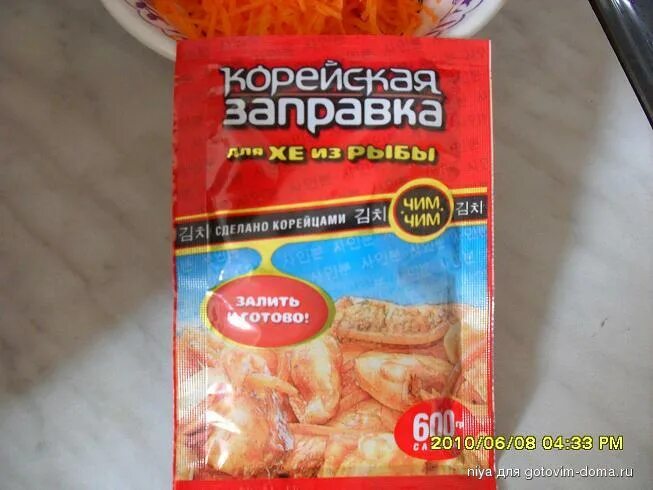 КОРЕЙСКАЯ
ЗАПРАВКА
для ХЕ из РЫБЫ
김치 СДЕЛАНО КОРЕЙЦАМИ 김치 ЧИМ ЧИМ 김치
ЗАЛИТЬ
И ГОТОВО!
600 гр
2010/06/08 04:33 PM
niya для gotovim-doma.ru